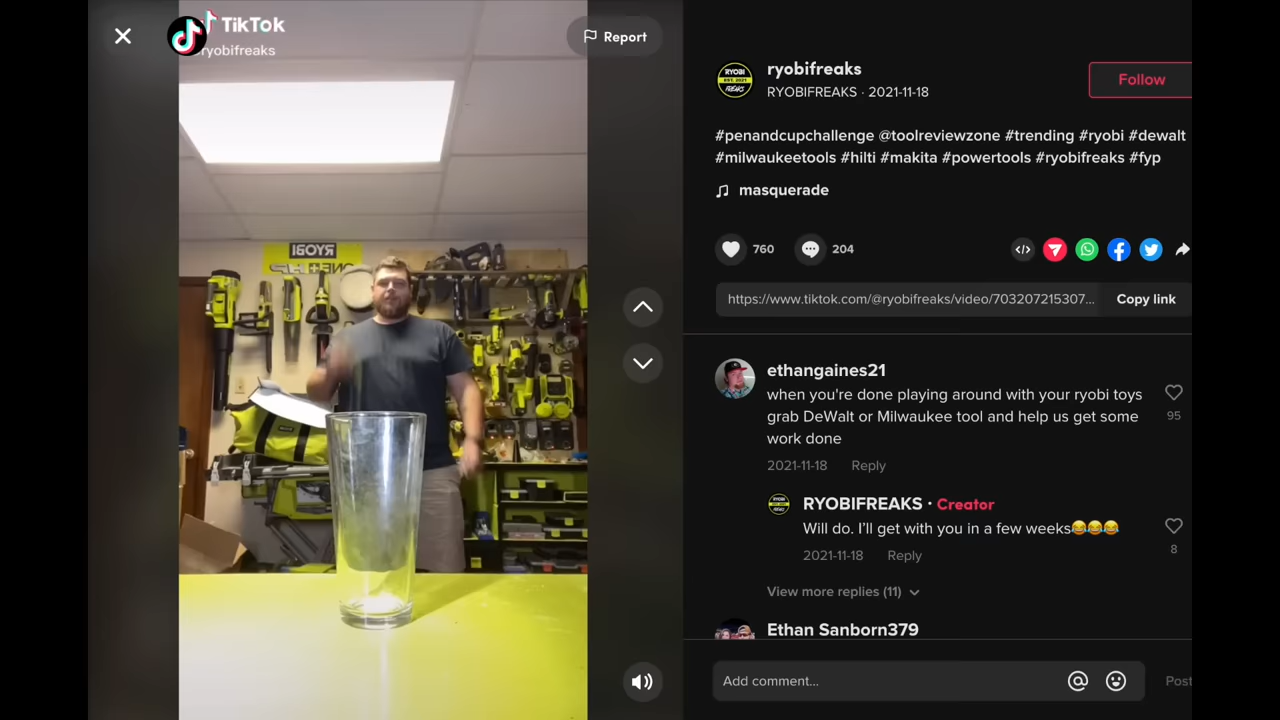 TikTok
ryobifreaks
Report
RYOBI
ryobifreaks
RYOBIFREAKS · 2021-11-18
Follow
#penandcupchallenge @toolreviewzone #trending #ryobi #dewalt
#milwaukeetools #hilti #makita #powertools #ryobifreaks #fyp
masquerade
760
204
https://www.tiktok.com/@ryobifreaks/video/703207215307...
Copy link
ethangaines21
when you're done playing around with your ryobi toys
grab DeWalt or Milwaukee tool and help us get some
work done
95
2021-11-18 Reply
RYOBIFREAKS · Creator
Will do. I'll get with you in a few weeks😂😂😂
8
2021-11-18 Reply
View more replies (11)
Ethan Sanborn379
Add comment...
Post
RYOBI
EST. 2021
FREAKS